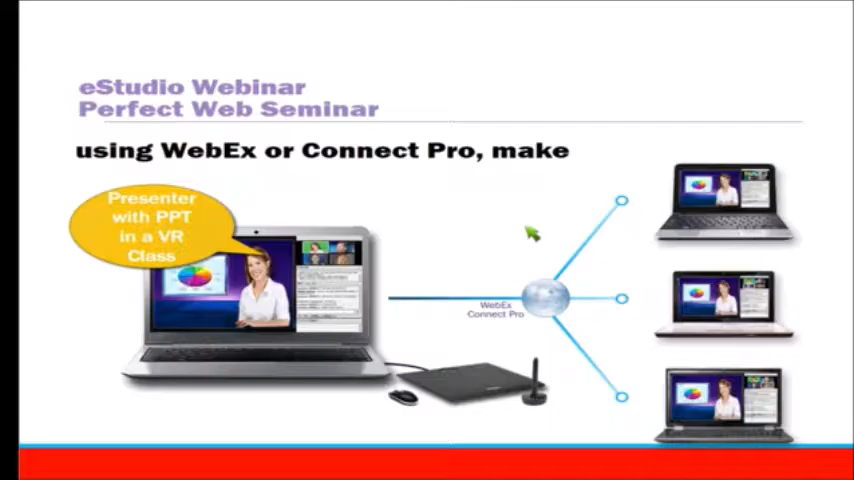 eStudio Webinar
Perfect Web Seminar
using WebEx or Connect Pro, make
Presenter
with PPT
in a VR
Class
WebEx
Connect Pro